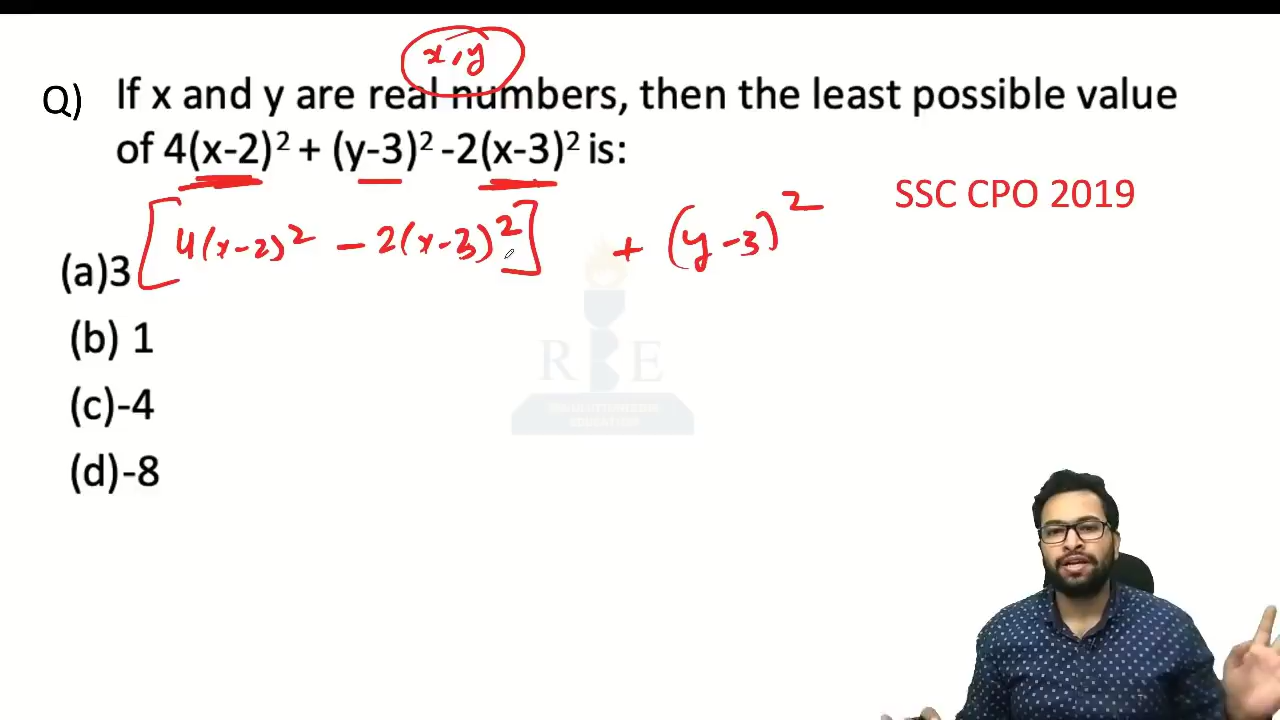 x, y
Q) If x and y are real numbers, then the least possible value
of 4(x-2)² + (y-3)² -2(x-3)² is:
SSC CPO 2019
[4(x-2)² - 2(x-3)²] + (y-3)²
(a)3
(b) 1
(c)-4
(d)-8
R E
EDUCATION